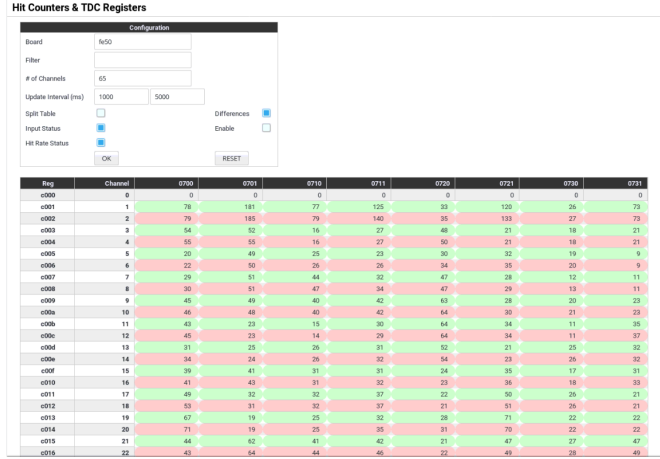 Hit Counters & TDC Registers
Configuration
Board fe50
Filter
# of Channels 65
Update Interval (ms) 1000 5000
Split Table Differences
Input Status Enable
Hit Rate Status
OK RESET
Reg Channel 0700 0701 0710 0711 0720 0721 0730 0731
c000 0 0 0 0 0 0 0 0 0
c001 1 78 181 77 125 33 120 26 73
c002 2 79 185 79 140 35 133 27 73
c003 3 54 52 16 27 48 21 18 21
c004 4 55 55 16 27 50 21 18 21
c005 5 20 49 25 23 30 32 19 9
c006 6 22 50 26 26 34 35 20 9
c007 7 29 51 44 32 47 28 12 11
c008 8 30 51 47 34 47 29 13 11
c009 9 45 49 40 42 63 28 20 23
c00a 10 46 48 40 42 64 30 21 23
c00b 11 43 23 15 30 64 34 11 35
c00c 12 45 23 14 29 64 34 11 37
c00d 13 31 25 26 31 52 21 25 32
c00e 14 34 24 26 32 54 23 26 32
c00f 15 39 41 31 31 24 35 17 31
c010 16 41 43 31 32 23 36 18 33
c011 17 49 32 32 37 22 50 26 21
c012 18 53 31 32 37 21 51 26 21
c013 19 67 19 25 32 28 71 22 22
c014 20 71 19 25 35 31 70 22 22
c015 21 44 62 41 42 21 47 27 47
c016 22 43 64 44 46 22 49 28 49